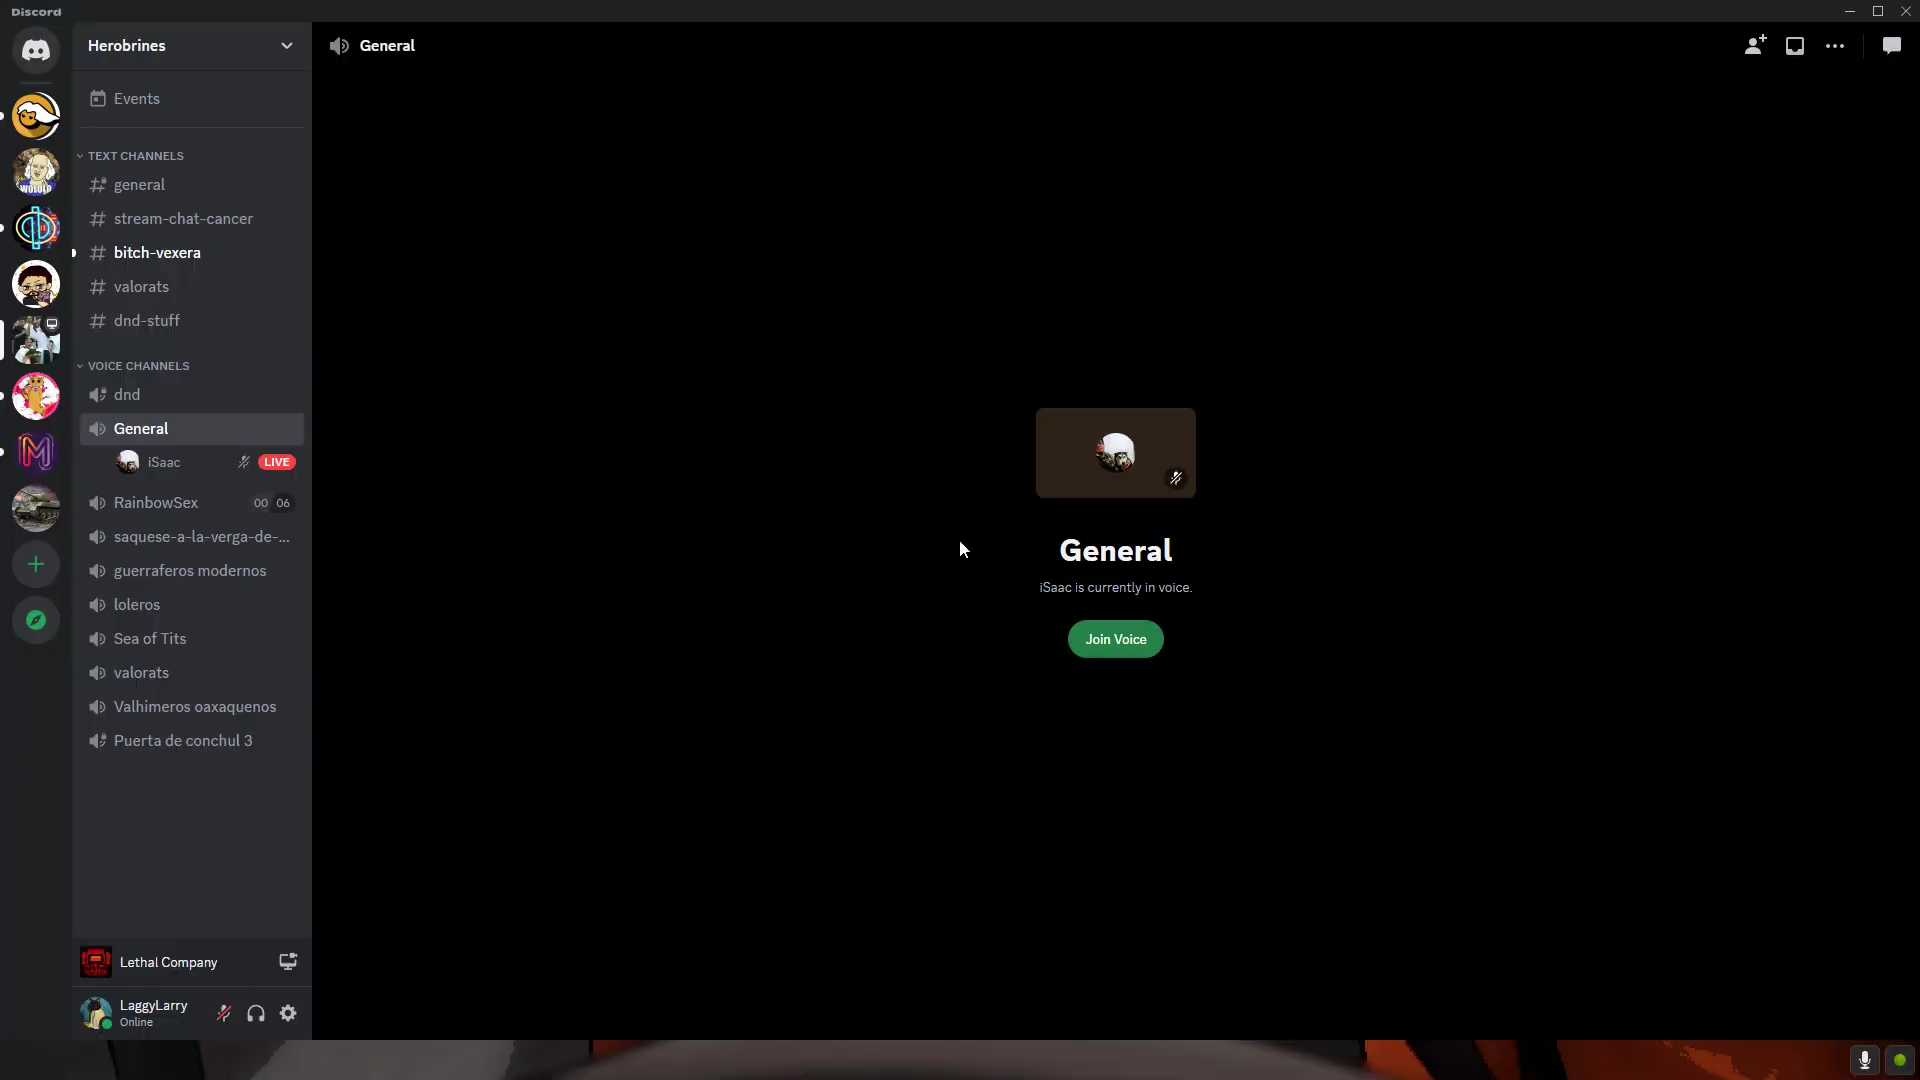 Discord
Herobrines
General
Events
TEXT CHANNELS
general
stream-chat-cancer
bitch-vexera
valorats
dnd-stuff
VOICE CHANNELS
dnd
General
iSaac LIVE
RainbowSex 00 06
saquese-a-la-verga-de-...
guerraferos modernos
loleros
Sea of Tits
valorats
Valhimeros oaxaquenos
Puerta de conchul 3
General
iSaac is currently in voice.
Join Voice
Lethal Company
LaggyLarry
Online
WOLOLO